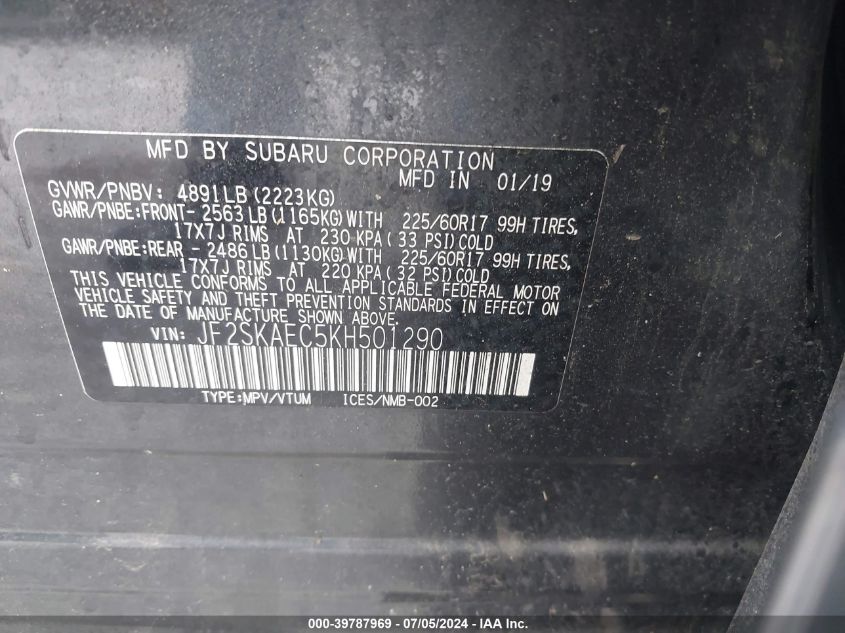 MFD BY SUBARU CORPORATION
MFD IN 01/19
GVWR/PNBV: 4891LB (2223KG)
GAWR/PNBE:FRONT- 2563 LB (1165KG) WITH 225/60R17 99H TIRES,
17X7J RIMS AT 230 KPA (33 PSI) COLD
GAWR/PNBE:REAR - 2486 LB (1130KG) WITH 225/60R17 99H TIRES,
17X7J RIMS AT 220 KPA (32 PSI) COLD
THIS VEHICLE CONFORMS TO ALL APPLICABLE FEDERAL MOTOR
VEHICLE SAFETY AND THEFT PREVENTION STANDARDS IN EFFECT ON
THE DATE OF MANUFACTURE SHOWN ABOVE.
VIN: JF2SKAEC5KH501290
TYPE:MPV/VTUM ICES/NMB-002
000-39787969 / 07/05/2024 - IAAI.COM